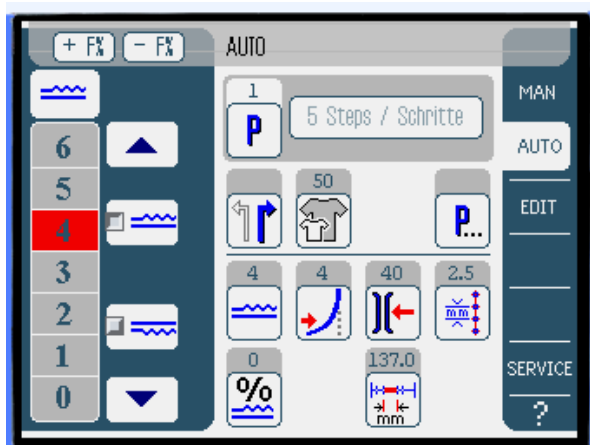 + F% - F% AUTO
1
P 5 Steps / Schritte
MAN
AUTO
EDIT
SERVICE
?
6
5
4
3
2
1
0
50
P...
4 4 40 2.5
mm
0 137.0
%
mm